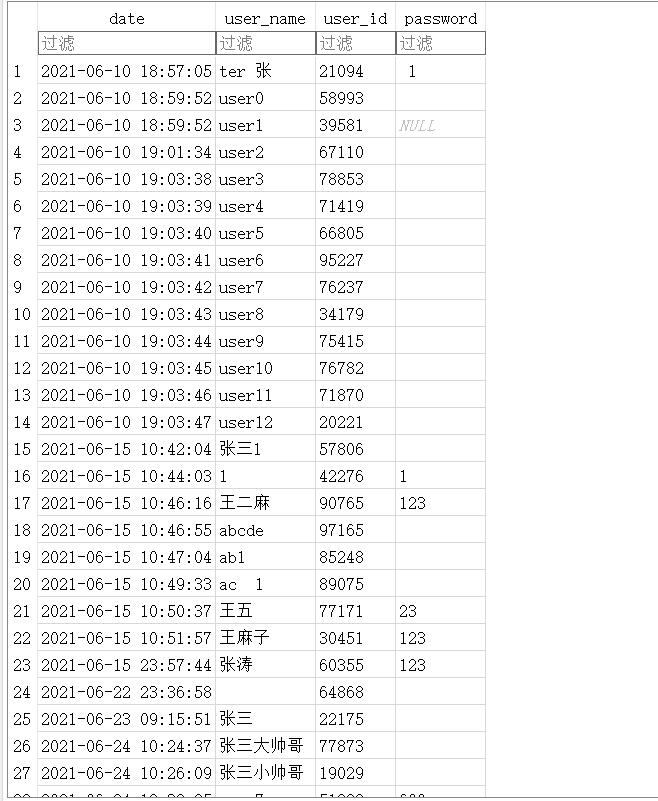 date user_name user_id password
过滤 过滤 过滤 过滤
1 2021-06-10 18:57:05 ter 张 21094 1
2 2021-06-10 18:59:52 user0 58993
3 2021-06-10 18:59:52 user1 39581 NULL
4 2021-06-10 19:01:34 user2 67110
5 2021-06-10 19:03:38 user3 78853
6 2021-06-10 19:03:39 user4 71419
7 2021-06-10 19:03:40 user5 66805
8 2021-06-10 19:03:41 user6 95227
9 2021-06-10 19:03:42 user7 76237
10 2021-06-10 19:03:43 user8 34179
11 2021-06-10 19:03:44 user9 75415
12 2021-06-10 19:03:45 user10 76782
13 2021-06-10 19:03:46 user11 71870
14 2021-06-10 19:03:47 user12 20221
15 2021-06-15 10:42:04 张三1 57806
16 2021-06-15 10:44:03 1 42276 1
17 2021-06-15 10:46:16 王二麻 90765 123
18 2021-06-15 10:46:55 abcde 97165
19 2021-06-15 10:47:04 ab1 85248
20 2021-06-15 10:49:33 ac  1 89075
21 2021-06-15 10:50:37 王五 77171 23
22 2021-06-15 10:51:57 王麻子 30451 123
23 2021-06-15 23:57:44 张涛 60355 123
24 2021-06-22 23:36:58 64868
25 2021-06-23 09:15:51 张三 22175
26 2021-06-24 10:24:37 张三大帅哥 77873
27 2021-06-24 10:26:09 张三小帅哥 19029